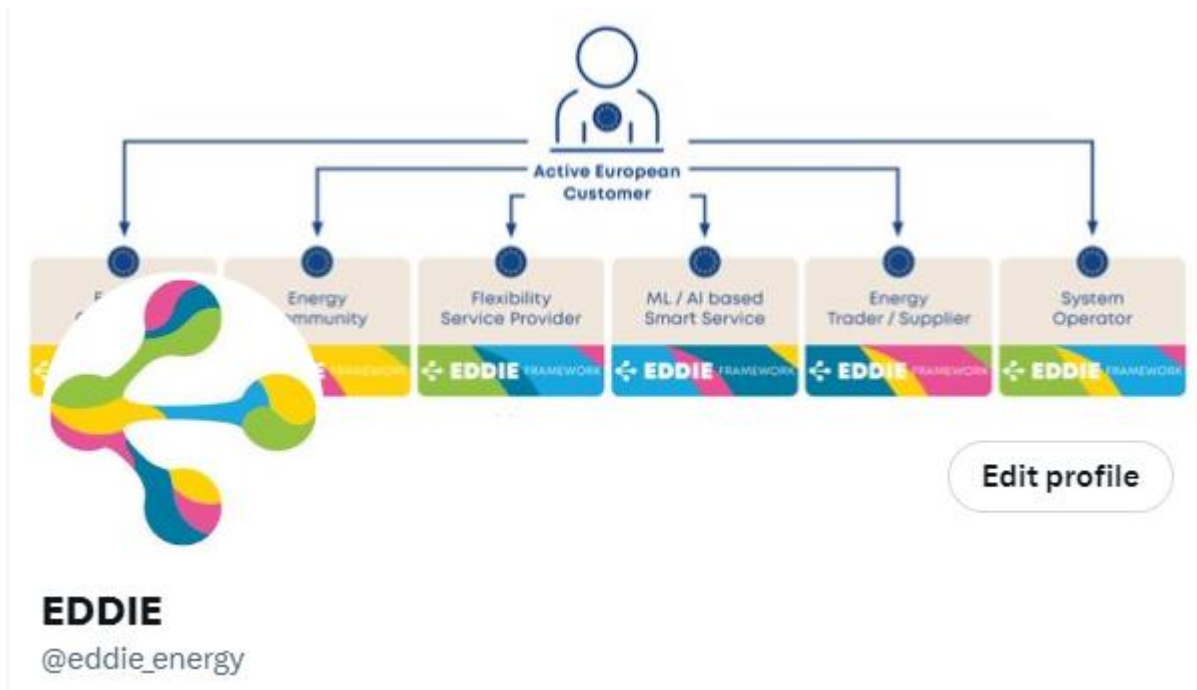 Active European
Customer
Energy
Flexibility
Service Provider
ML / AI based
Smart Service
Energy
Trader / Supplier
System
Operator
EDDIE FRAMEWORK
EDDIE FRAMEWORK
EDDIE FRAMEWORK
EDDIE FRAMEWORK
Edit profile
EDDIE
@eddie_energy